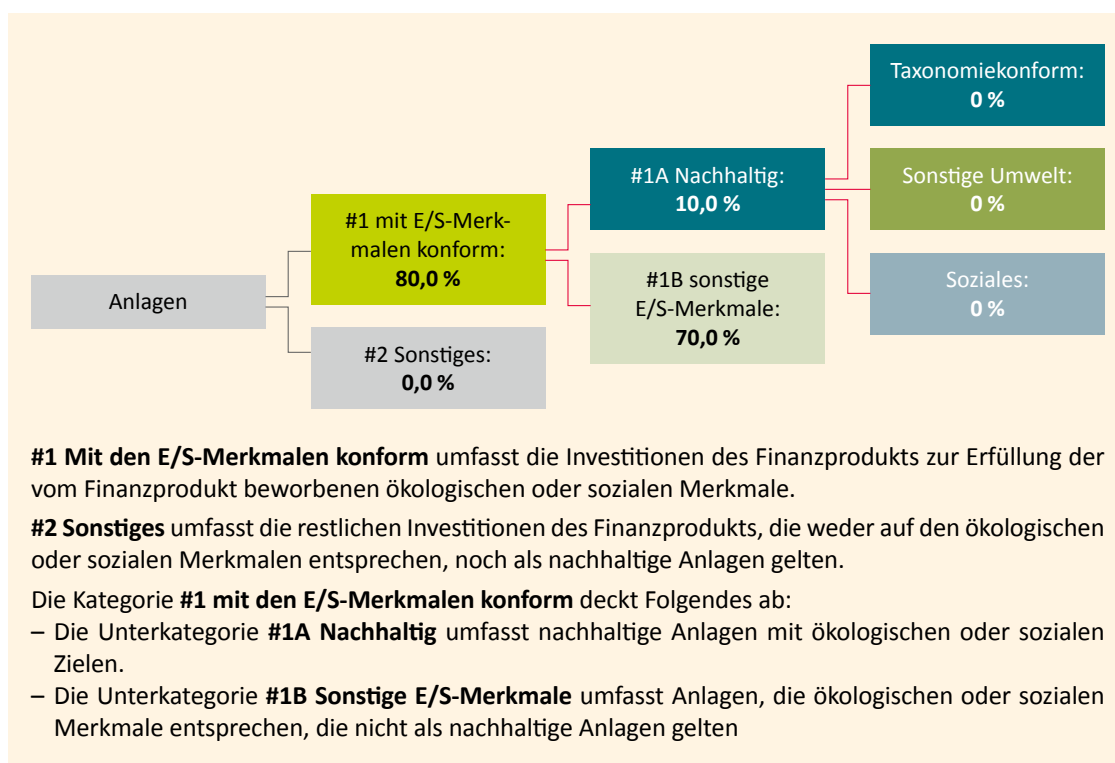 Taxonomiekonform:
0 %
#1A Nachhaltig:
10,0 %
Sonstige Umwelt:
0 %
#1 mit E/S-Merk-
malen konform:
80,0 %
Anlagen
#1B sonstige
E/S-Merkmale:
70,0 %
Soziales:
0 %
#2 Sonstiges:
0,0 %
#1 Mit den E/S-Merkmalen konform umfasst die Investitionen des Finanzprodukts zur Erfüllung der
vom Finanzprodukt beworbenen ökologischen oder sozialen Merkmale.
#2 Sonstiges umfasst die restlichen Investitionen des Finanzprodukts, die weder auf den ökologischen
oder sozialen Merkmalen entsprechen, noch als nachhaltige Anlagen gelten.
Die Kategorie #1 mit den E/S-Merkmalen konform deckt Folgendes ab:
– Die Unterkategorie #1A Nachhaltig umfasst nachhaltige Anlagen mit ökologischen oder sozialen
Zielen.
– Die Unterkategorie #1B Sonstige E/S-Merkmale umfasst Anlagen, die ökologischen oder sozialen
Merkmale entsprechen, die nicht als nachhaltige Anlagen gelten